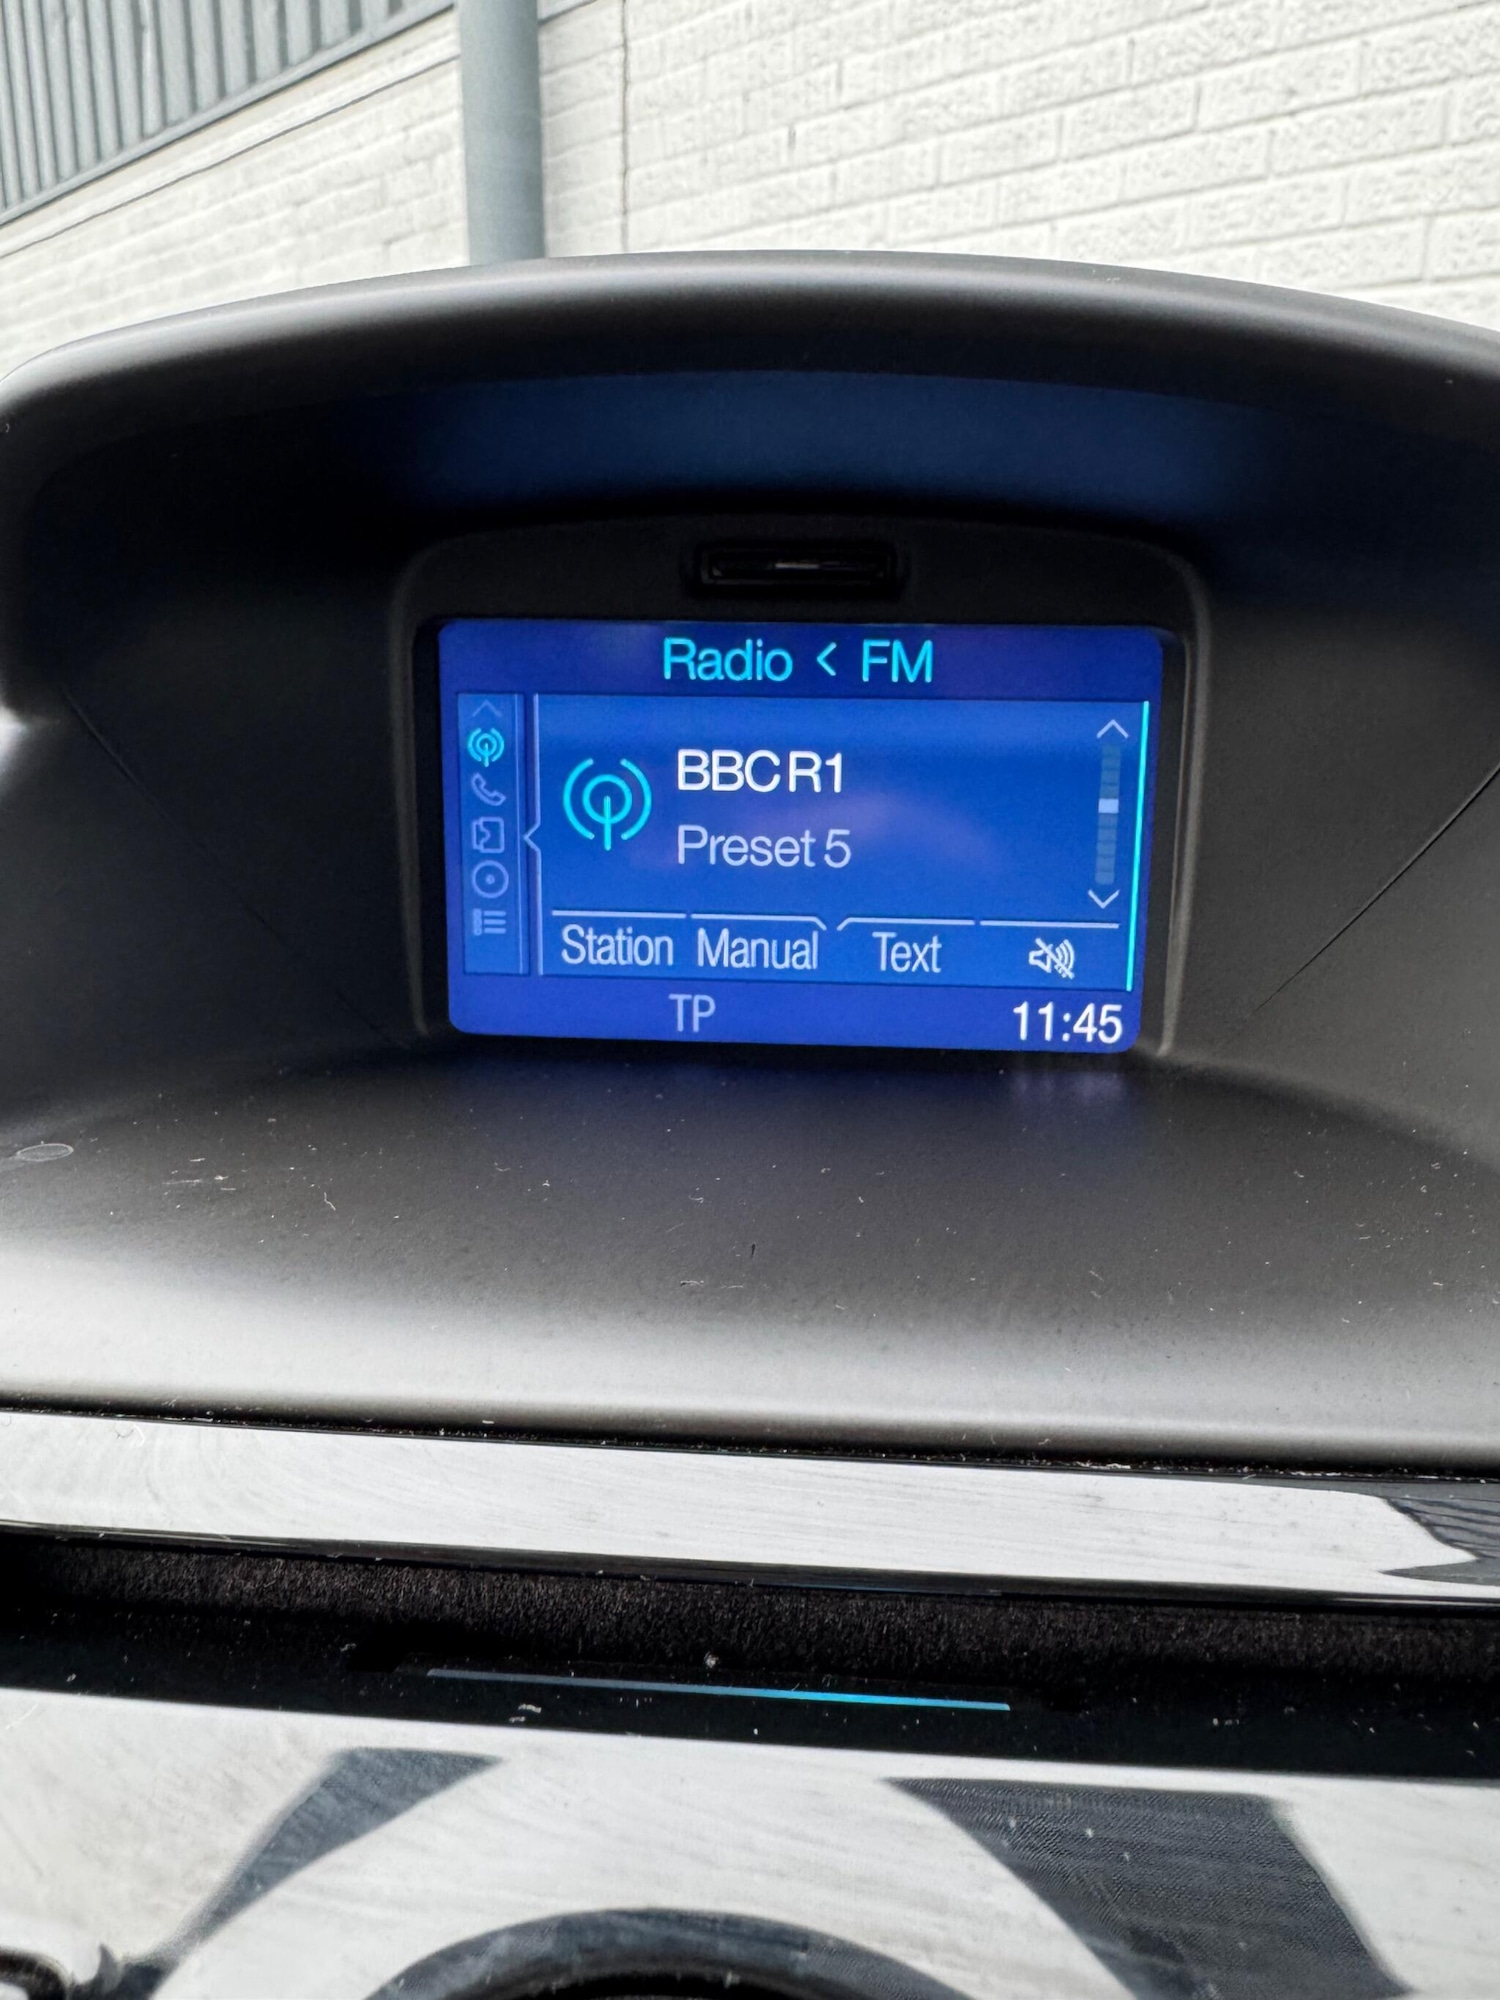 Radio < FM
BBC R1
Preset 5
Station Manual Text
TP 11:45